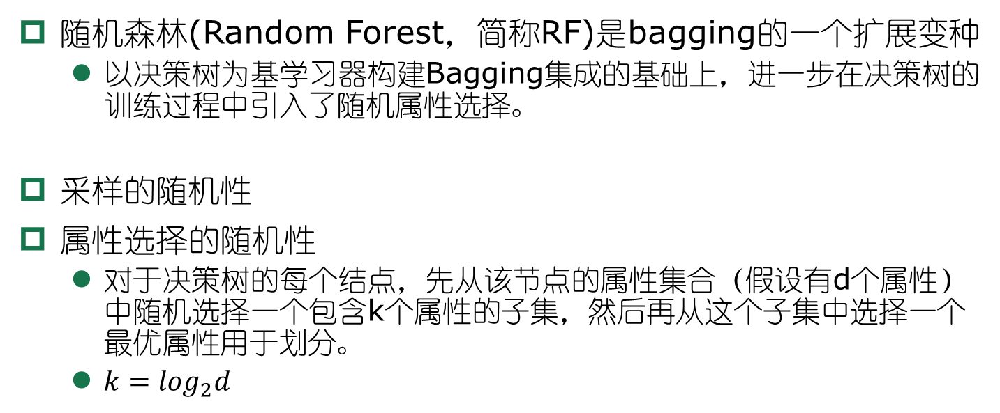 随机森林(Random Forest，简称RF)是bagging的一个扩展变种
以决策树为基学习器构建Bagging集成的基础上，进一步在决策树的
训练过程中引入了随机属性选择。
采样的随机性
属性选择的随机性
对于决策树的每个结点，先从该节点的属性集合（假设有d个属性）
中随机选择一个包含k个属性的子集，然后再从这个子集中选择一个
最优属性用于划分。
k = log₂d